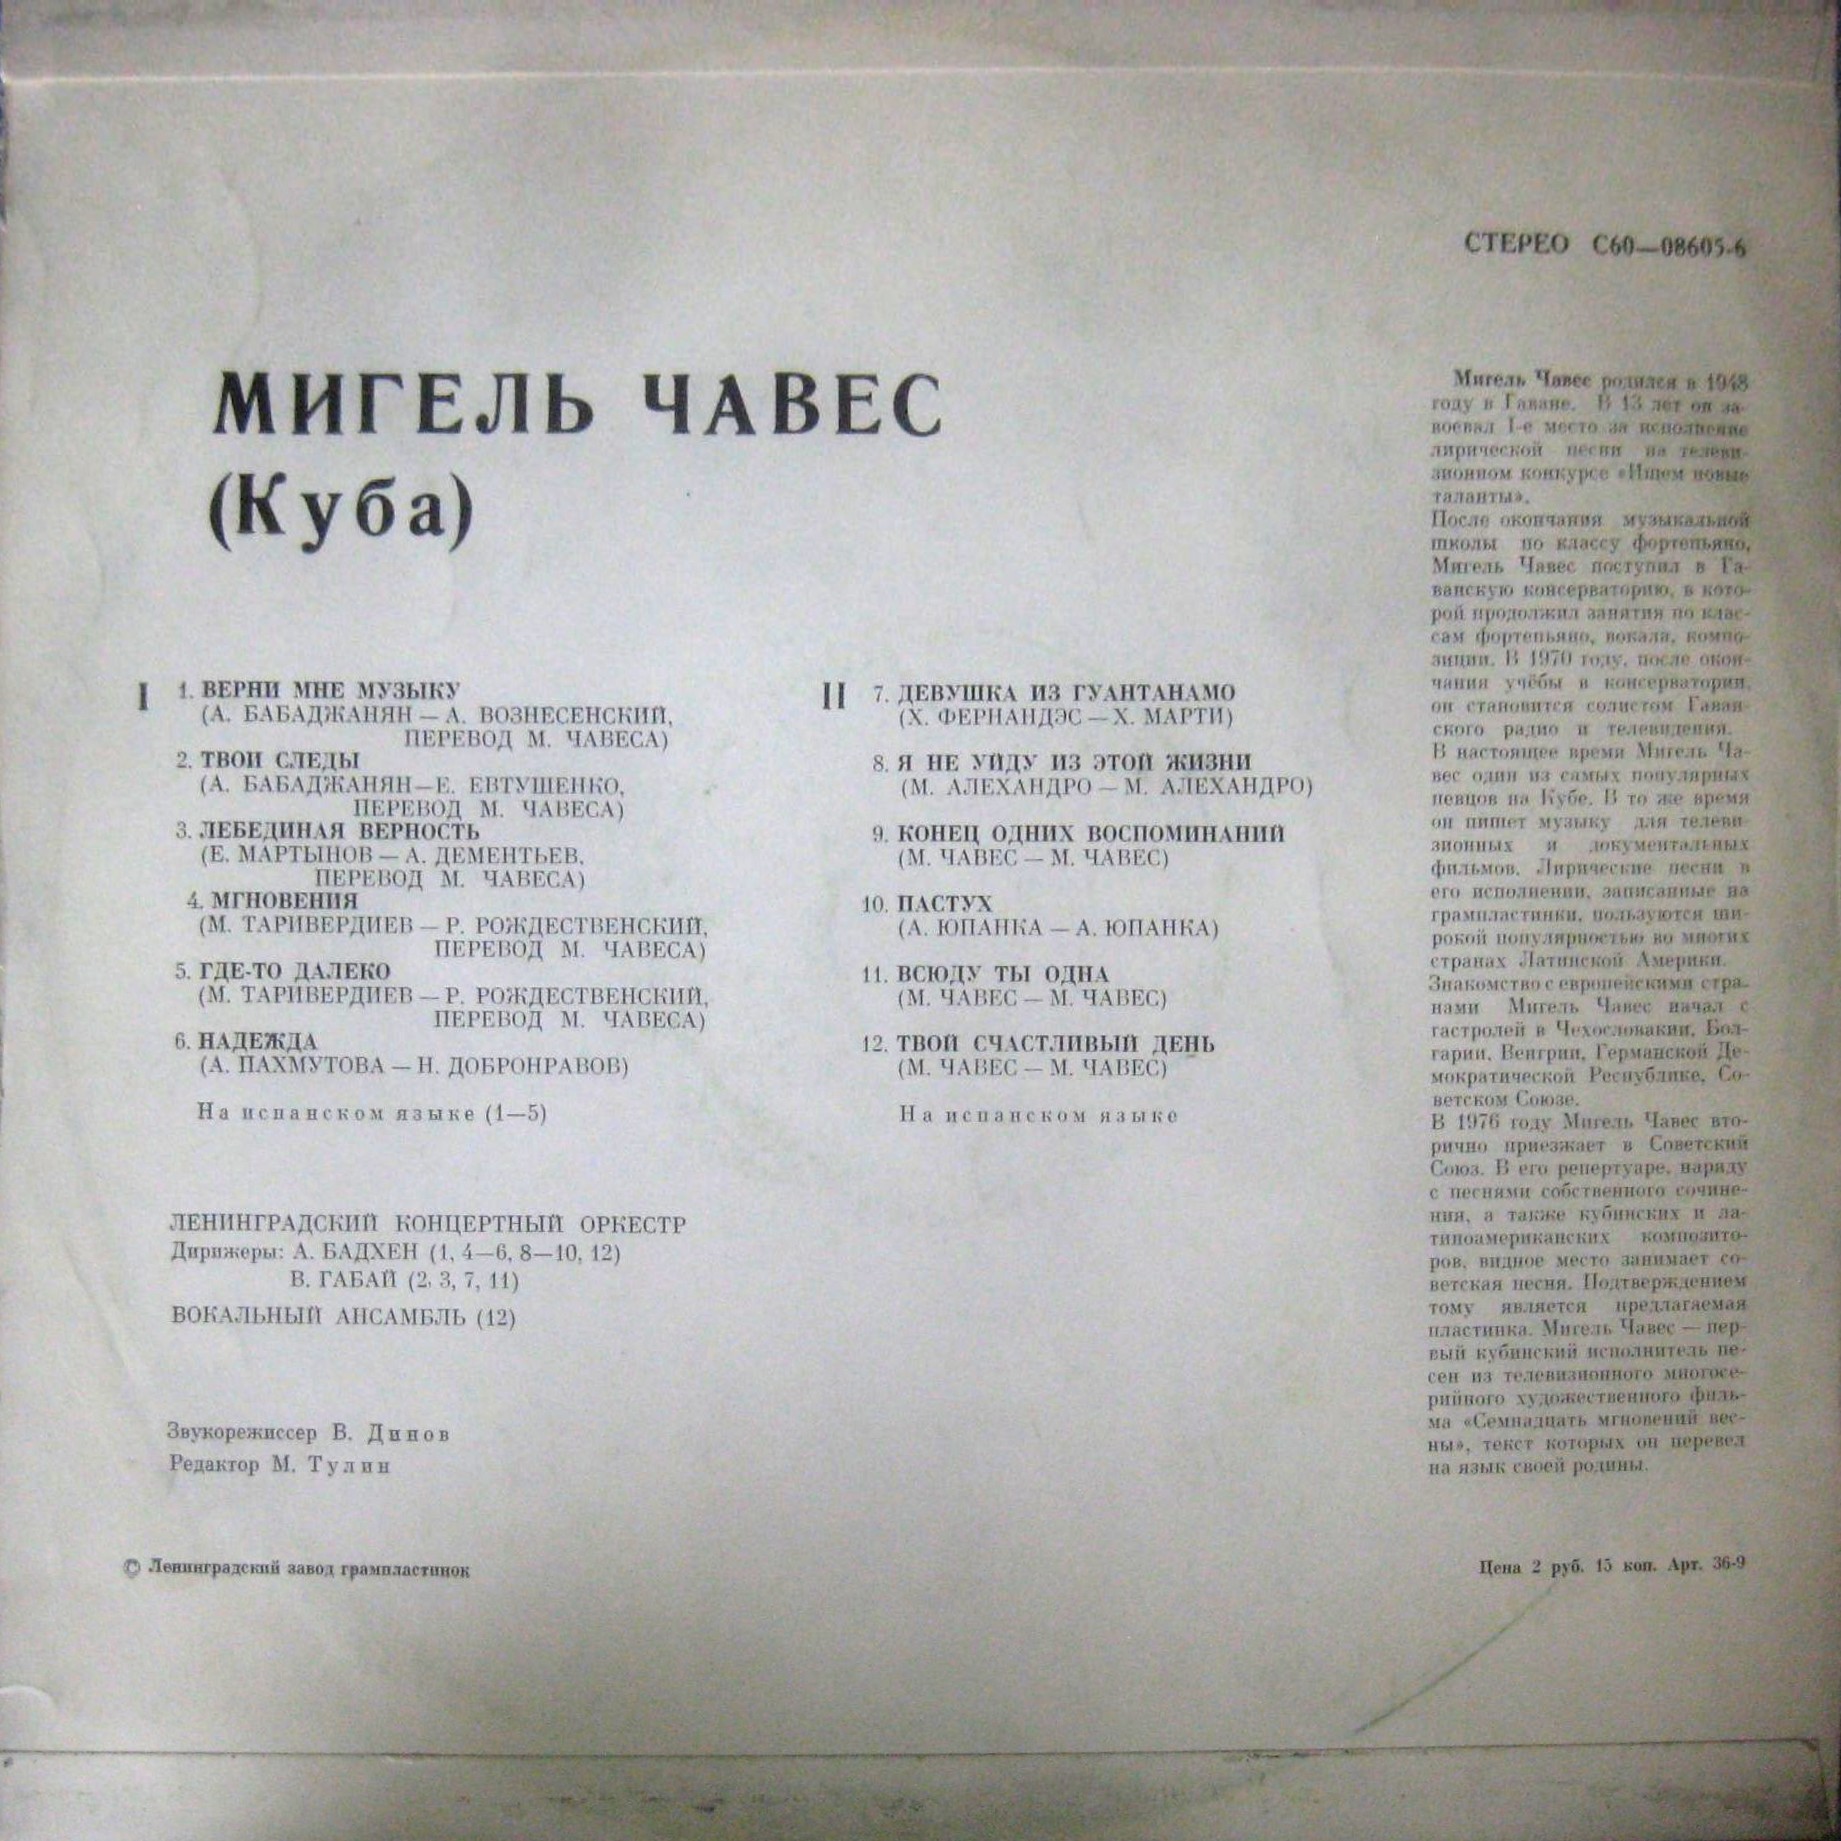 СТЕРЕО С60—08605-6
МИГЕЛЬ ЧАВЕС
(Куба)
I
1. ВЕРНИ МНЕ МУЗЫКУ
(А. БАБАДЖАНЯН — А. ВОЗНЕСЕНСКИЙ,
ПЕРЕВОД М. ЧАВЕСА)
2. ТВОИ СЛЕДЫ
(А. БАБАДЖАНЯН—Е. ЕВТУШЕНКО,
ПЕРЕВОД М. ЧАВЕСА)
3. ЛЕБЕДИНАЯ ВЕРНОСТЬ
(Е. МАРТЫНОВ — А. ДЕМЕНТЬЕВ,
ПЕРЕВОД М. ЧАВЕСА)
4. МГНОВЕНИЯ
(М. ТАРИВЕРДИЕВ — Р. РОЖДЕСТВЕНСКИЙ,
ПЕРЕВОД М. ЧАВЕСА)
5. ГДЕ-ТО ДАЛЕКО
(М. ТАРИВЕРДИЕВ — Р. РОЖДЕСТВЕНСКИЙ,
ПЕРЕВОД М. ЧАВЕСА)
6. НАДЕЖДА
(А. ПАХМУТОВА — Н. ДОБРОНРАВОВ)
На испанском языке (1—5)
II
7. ДЕВУШКА ИЗ ГУАНТАНАМО
(Х. ФЕРНАНДЭС — Х. МАРТИ)
8. Я НЕ УЙДУ ИЗ ЭТОЙ ЖИЗНИ
(М. АЛЕХАНДРО — М. АЛЕХАНДРО)
9. КОНЕЦ ОДНИХ ВОСПОМИНАНИЙ
(М. ЧАВЕС — М. ЧАВЕС)
10. ПАСТУХ
(А. ЮПАНКА — А. ЮПАНКА)
11. ВСЮДУ ТЫ ОДНА
(М. ЧАВЕС — М. ЧАВЕС)
12. ТВОЙ СЧАСТЛИВЫЙ ДЕНЬ
(М. ЧАВЕС — М. ЧАВЕС)
На испанском языке
ЛЕНИНГРАДСКИЙ КОНЦЕРТНЫЙ ОРКЕСТР
Дирижеры: А. БАДХЕН (1, 4—6, 8—10, 12)
В. ГАБАЙ (2, 3, 7, 11)
ВОКАЛЬНЫЙ АНСАМБЛЬ (12)
Звукорежиссер В. Динов
Редактор М. Тулин
© Ленинградский завод грампластинок
Мигель Чавес родился в 1948
году в Гаване. В 13 лет он за-
воевал 1-е место за исполнение
лирической песни на телеви-
зионном конкурсе «Ищем новые
таланты».
После окончания музыкальной
школы по классу фортепьяно,
Мигель Чавес поступил в Га-
ванскую консерваторию, в кото-
рой продолжил занятия по клас-
сам фортепьяно, вокала, компо-
зиции. В 1970 году, после окон-
чания учёбы в консерватории,
он становится солистом Гаван-
ского радио и телевидения.
В настоящее время Мигель Ча-
вес один из самых популярных
певцов на Кубе. В то же время
он пишет музыку для телеви-
зионных и документальных
фильмов. Лирические песни в
его исполнении, записанные на
грампластинки, пользуются ши-
рокой популярностью во многих
странах Латинской Америки.
Знакомство с европейскими стра-
нами Мигель Чавес начал с
гастролей в Чехословакии, Бол-
гарии, Венгрии, Германской Де-
мократической Республике, Со-
ветском Союзе.
В 1976 году Мигель Чавес вто-
рично приезжает в Советский
Союз. В его репертуаре, наряду
с песнями собственного сочине-
ния, а также кубинских и ла-
тиноамериканских композито-
ров, видное место занимает со-
ветская песня. Подтверждением
тому является предлагаемая
пластинка. Мигель Чавес — пер-
вый кубинский исполнитель пе-
сен из телевизионного многосе-
рийного художественного филь-
ма «Семнадцать мгновений вес-
ны», текст которых он перевел
на язык своей родины.
Цена 2 руб. 15 коп. Арт. 36-9